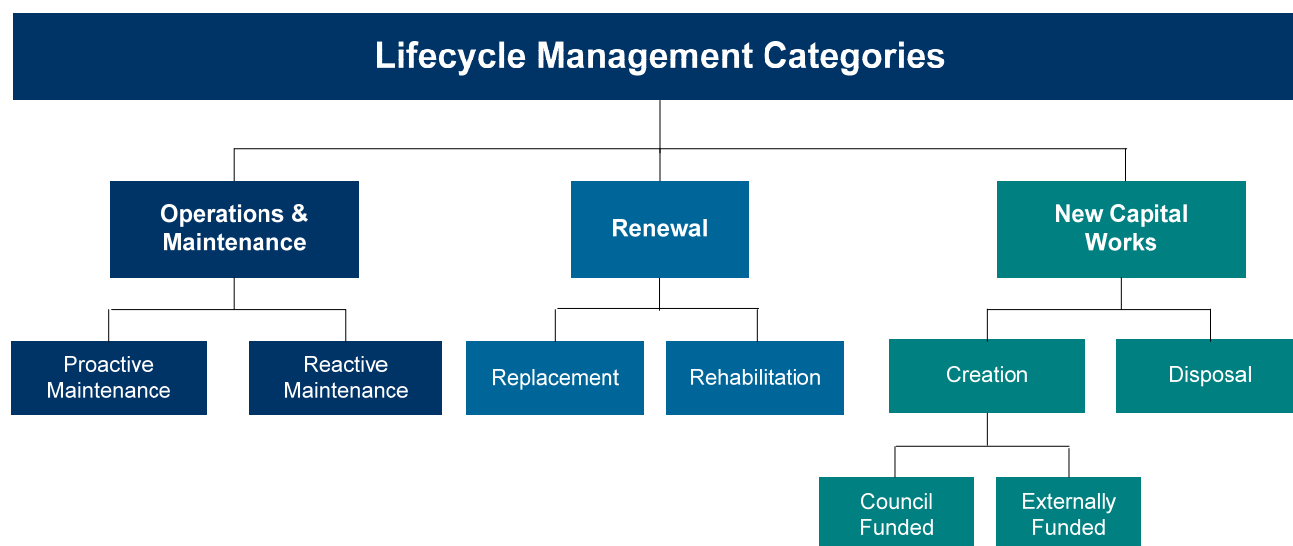 Lifecycle Management Categories
Operations &
Maintenance
Renewal
New Capital
Works
Proactive
Maintenance
Reactive
Maintenance
Replacement
Rehabilitation
Creation
Disposal
Council
Funded
Externally
Funded